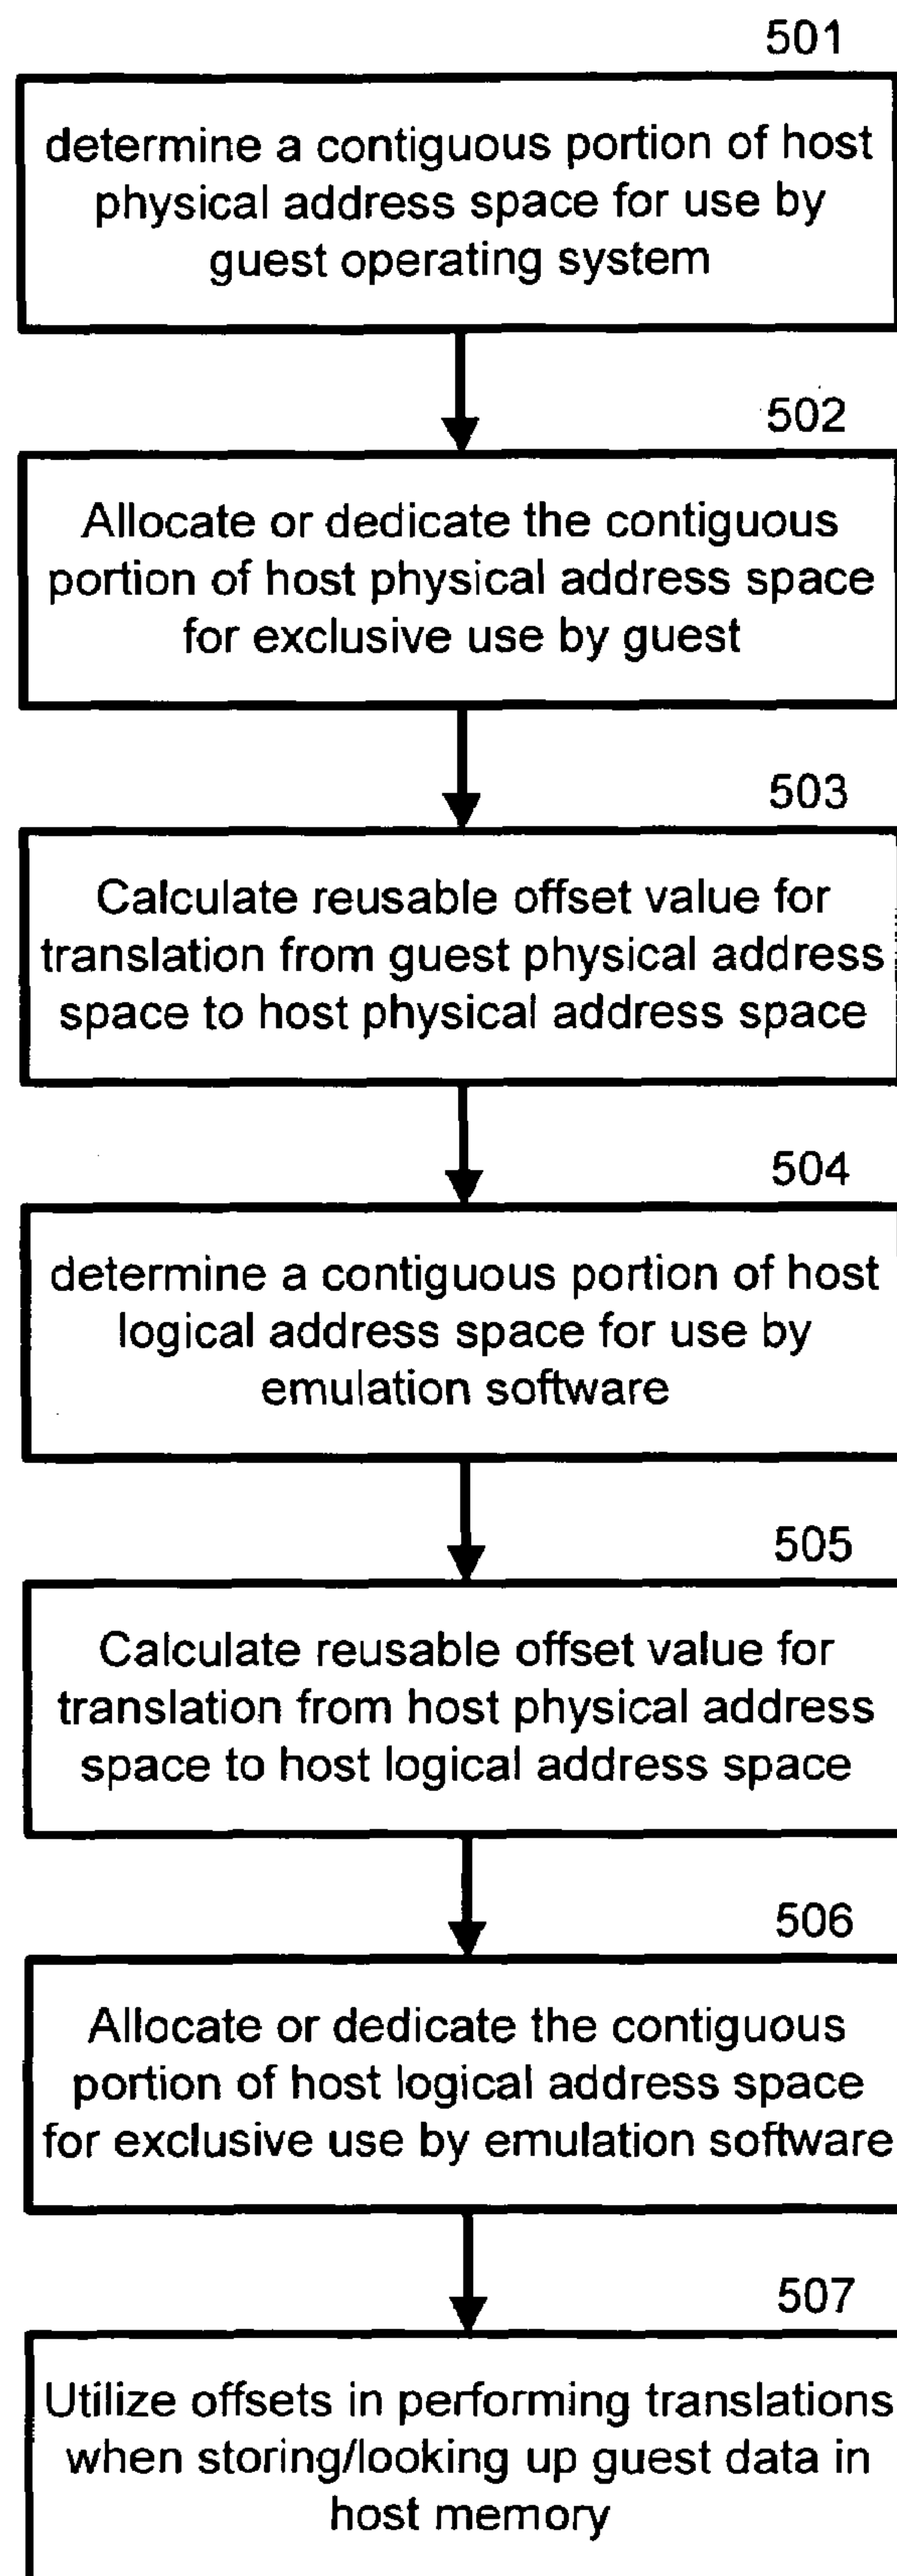 501
determine a contiguous portion of host
physical address space for use by
guest operating system
502
Allocate or dedicate the contiguous
portion of host physical address space
for exclusive use by guest
503
Calculate reusable offset value for
translation from guest physical address
space to host physical address space
504
determine a contiguous portion of host
logical address space for use by
emulation software
505
Calculate reusable offset value for
translation from host physical address
space to host logical address space
506
Allocate or dedicate the contiguous
portion of host logical address space
for exclusive use by emulation software
507
Utilize offsets in performing translations
when storing/looking up guest data in
host memory